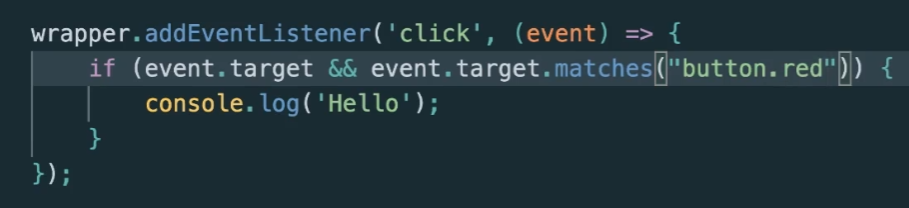 wrapper.addEventListener('click', (event) => {
    if (event.target && event.target.matches("button.red")) {
        console.log('Hello');
    }
});